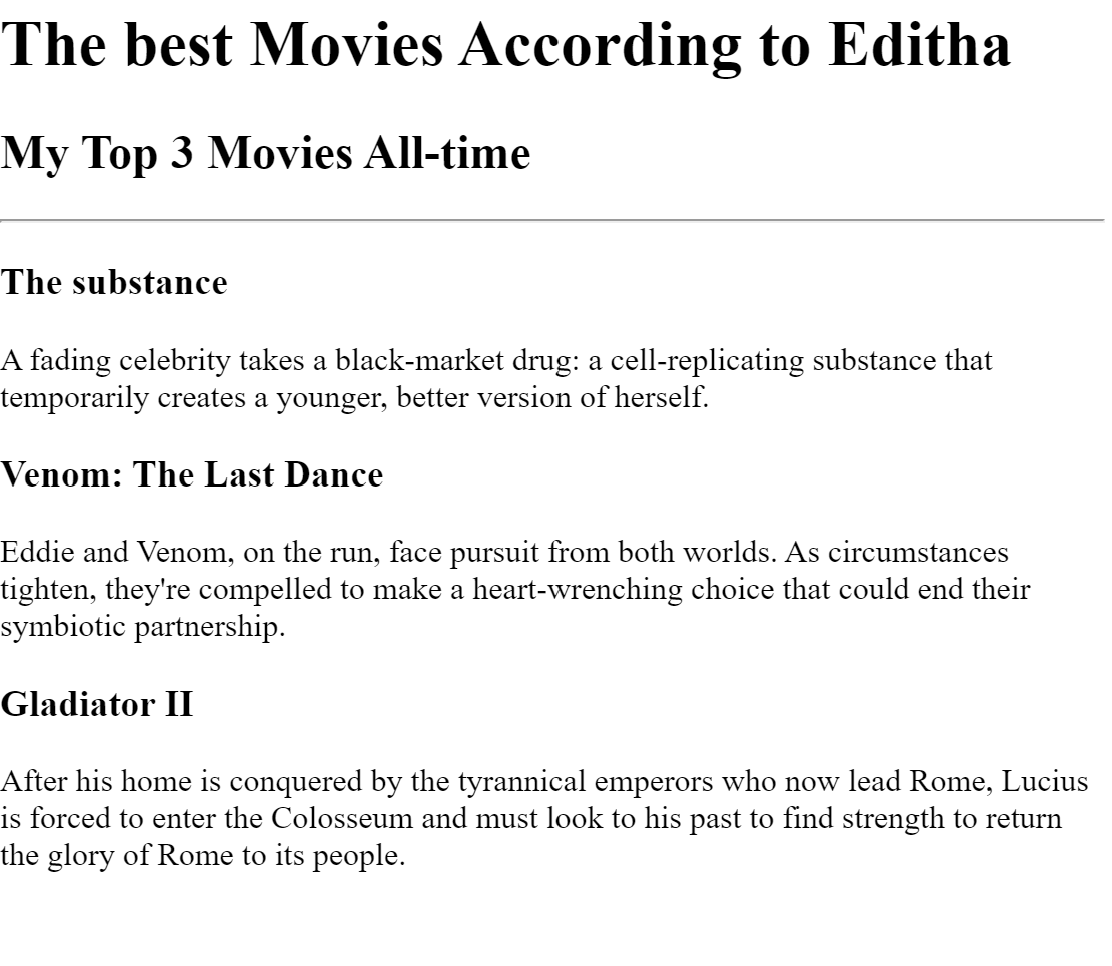 The best Movies According to Editha
My Top 3 Movies All-time
The substance
A fading celebrity takes a black-market drug: a cell-replicating substance that
temporarily creates a younger, better version of herself.
Venom: The Last Dance
Eddie and Venom, on the run, face pursuit from both worlds. As circumstances
tighten, they're compelled to make a heart-wrenching choice that could end their
symbiotic partnership.
Gladiator II
After his home is conquered by the tyrannical emperors who now lead Rome, Lucius
is forced to enter the Colosseum and must look to his past to find strength to return
the glory of Rome to its people.